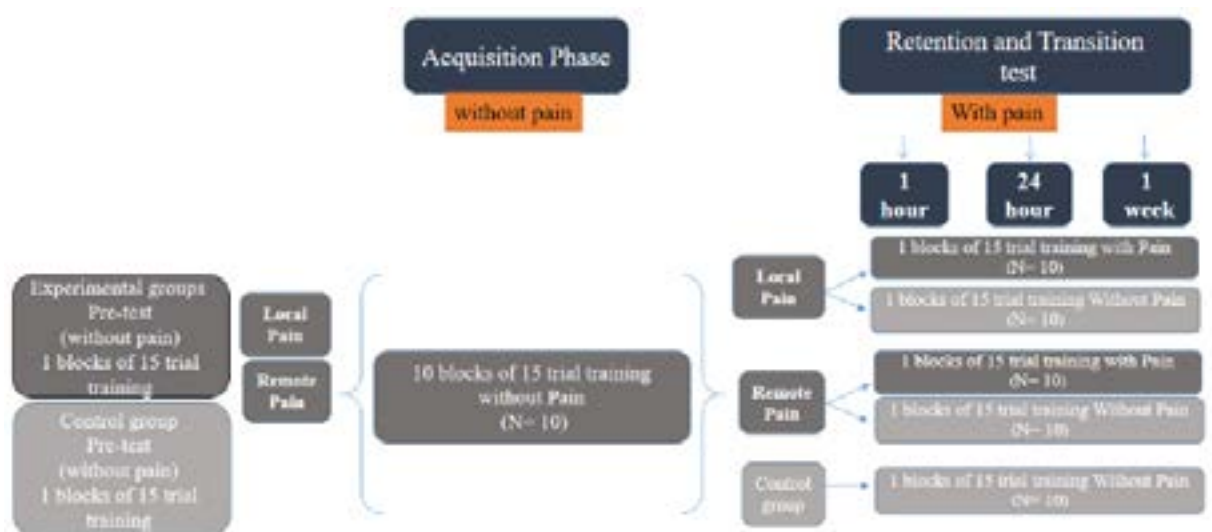 Acquisition Phase
without pain
Retention and Transition
test
With pain
1
hour
24
hour
1
week
Experimental groups
Pre-test
(without pain)
1 blocks of 15 trial
training
Control group
Pre-test
(without pain)
1 blocks of 15 trial
training
Local
Pain
Remote
Pain
10 blocks of 15 trial training
without Pain
(N= 10)
Local
Pain
1 blocks of 15 trial training with Pain
(N= 10)
1 blocks of 15 trial training Without Pain
(N= 10)
Remote
Pain
1 blocks of 15 trial training with Pain
(N= 10)
1 blocks of 15 trial training Without Pain
(N= 10)
Control
group
1 blocks of 15 trial training Without Pain
(N= 10)